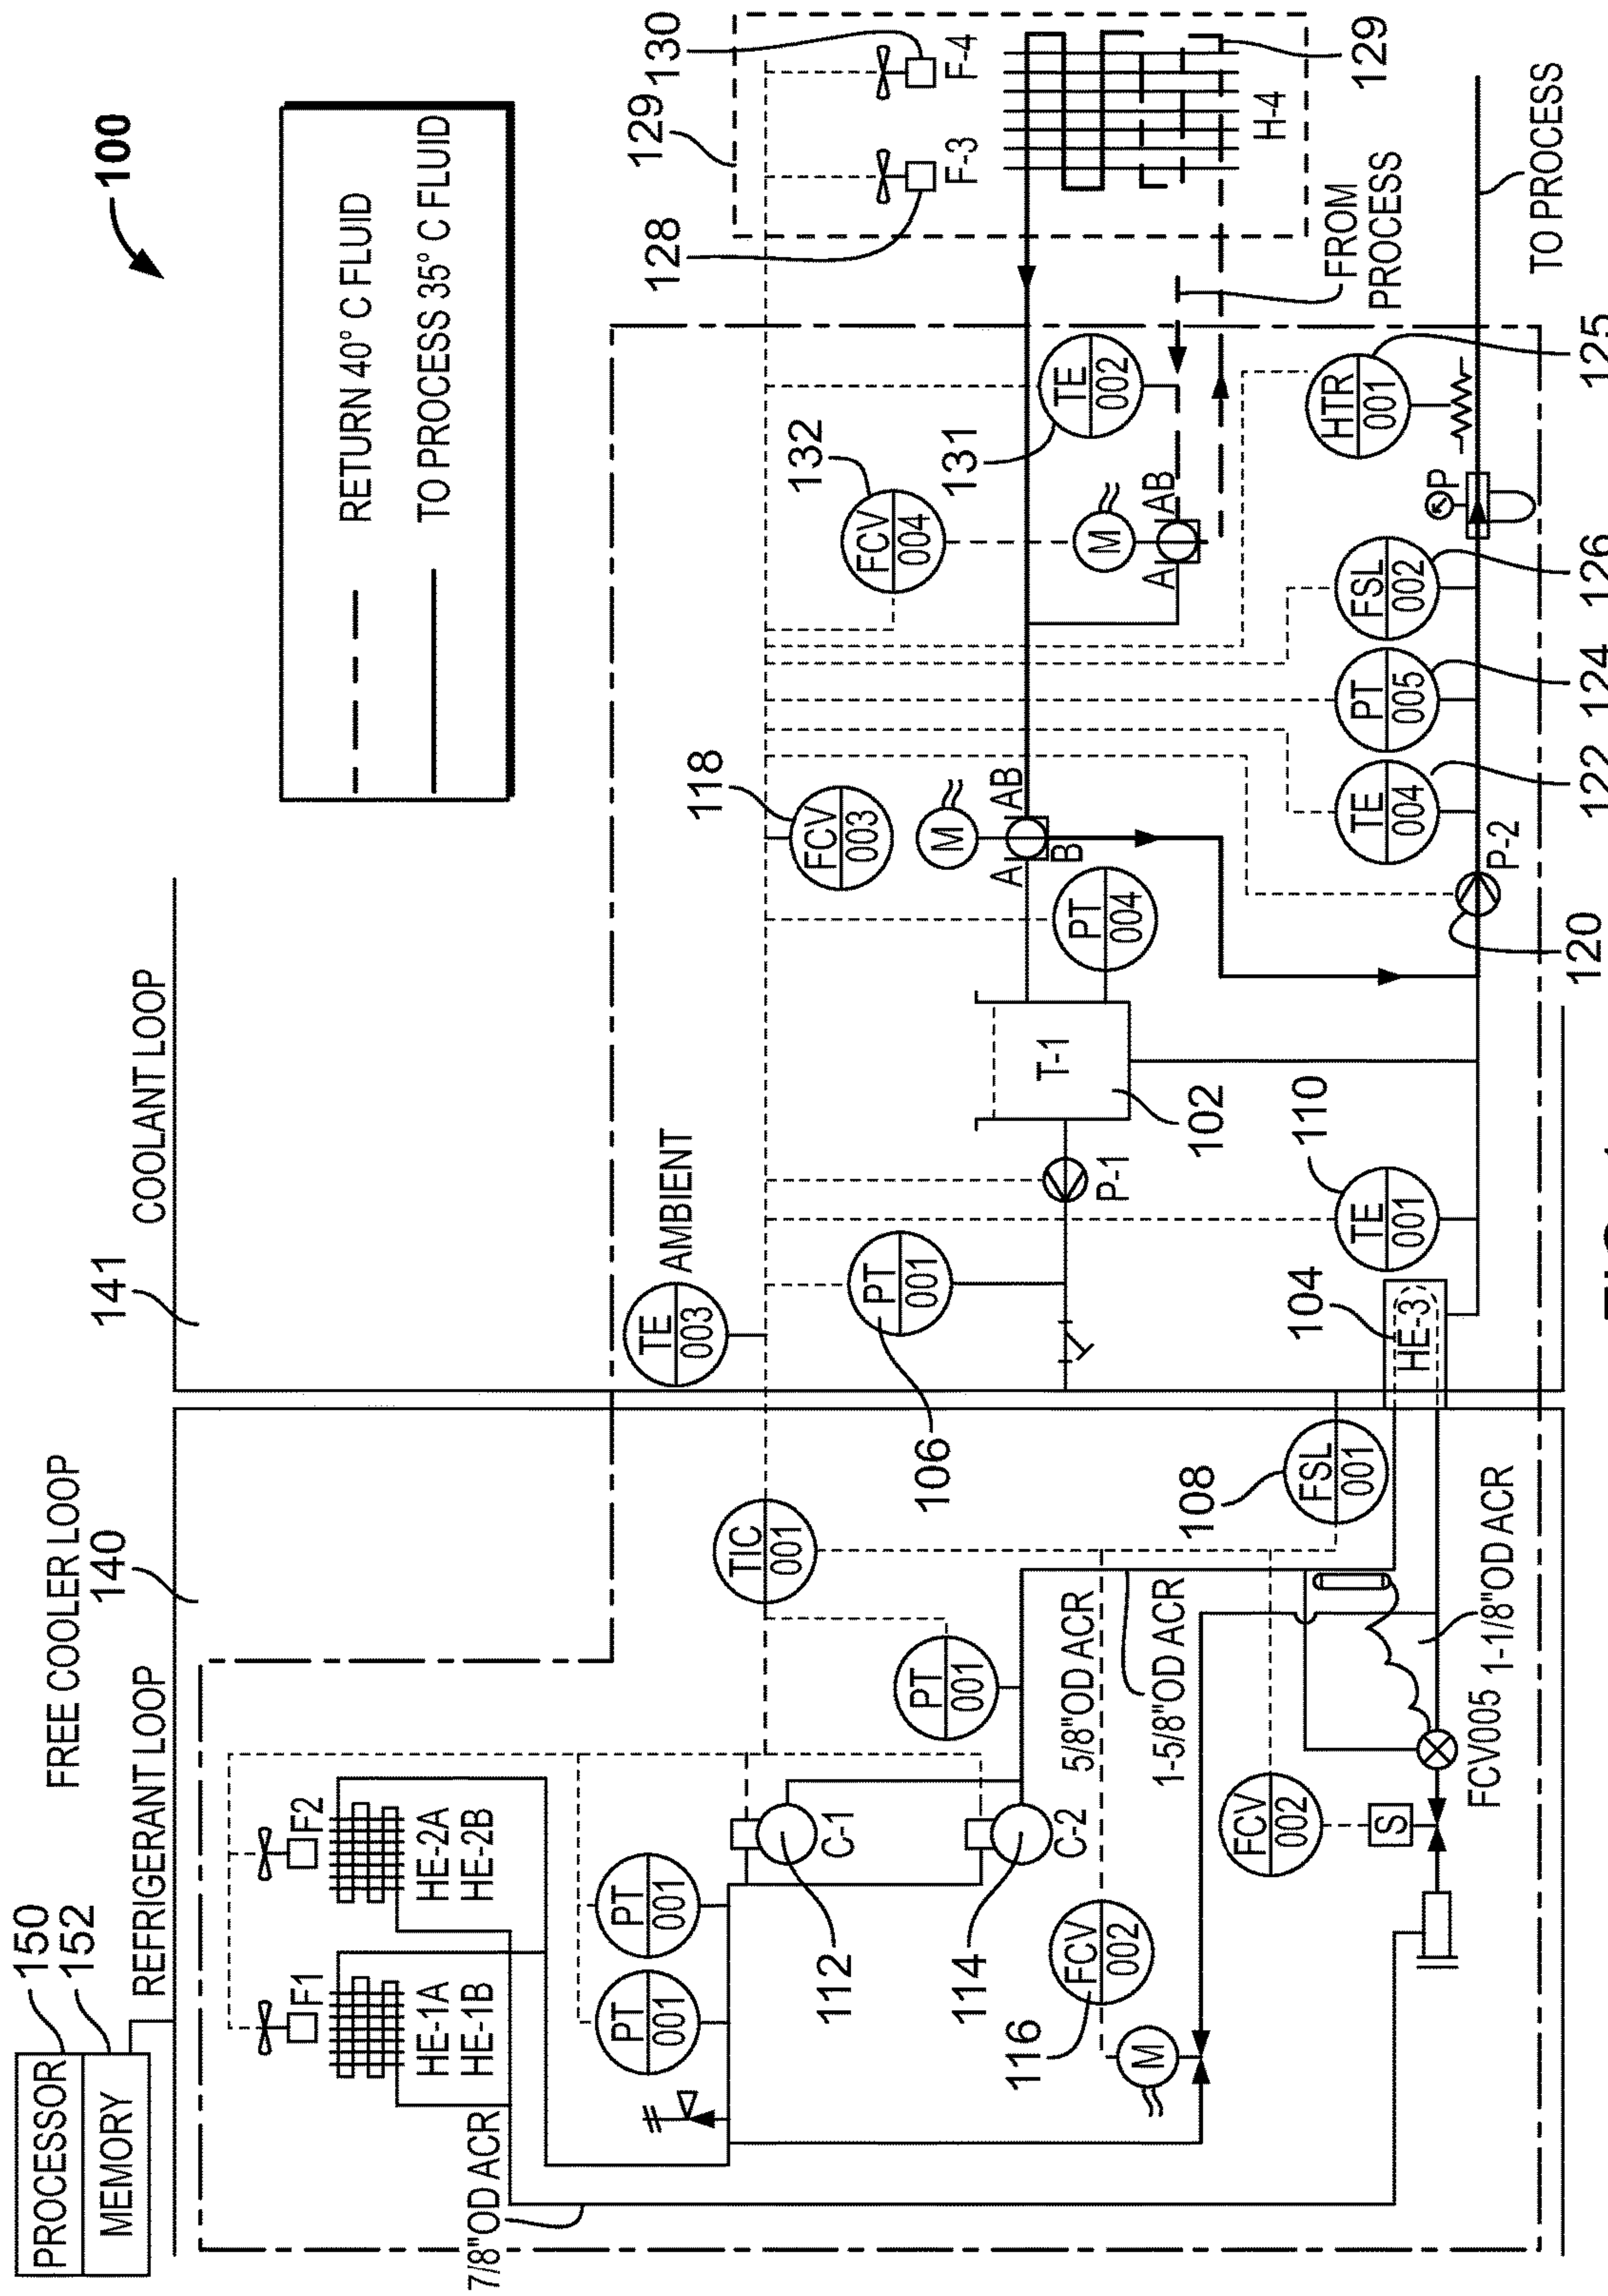 100
RETURN 40° C FLUID
TO PROCESS 35° C FLUID
PROCESSOR
MEMORY
150
152
REFRIGERANT LOOP
FREE COOLER LOOP
140
141
COOLANT LOOP
F1
HE-1A
HE-1B
F2
HE-2A
HE-2B
7/8"OD ACR
PT
001
PT
001
C-1
112
C-2
114
PT
001
TIC
001
FCV
002
116
M
5/8"OD ACR
1-5/8"OD ACR
FCV
002
S
FCV005
1-1/8"OD ACR
FSL
001
108
HE-3
104
TE
003
AMBIENT
PT
001
106
P-1
TE
001
110
T-1
102
PT
004
FCV
003
118
M
A
AB
B
FCV
004
132
M
A
AB
TE
002
131
129
128
F-3
130
F-4
H-4
129
FROM
PROCESS
TO PROCESS
P-2
120
TE
004
122
PT
005
124
FSL
002
126
P
HTR
001
125